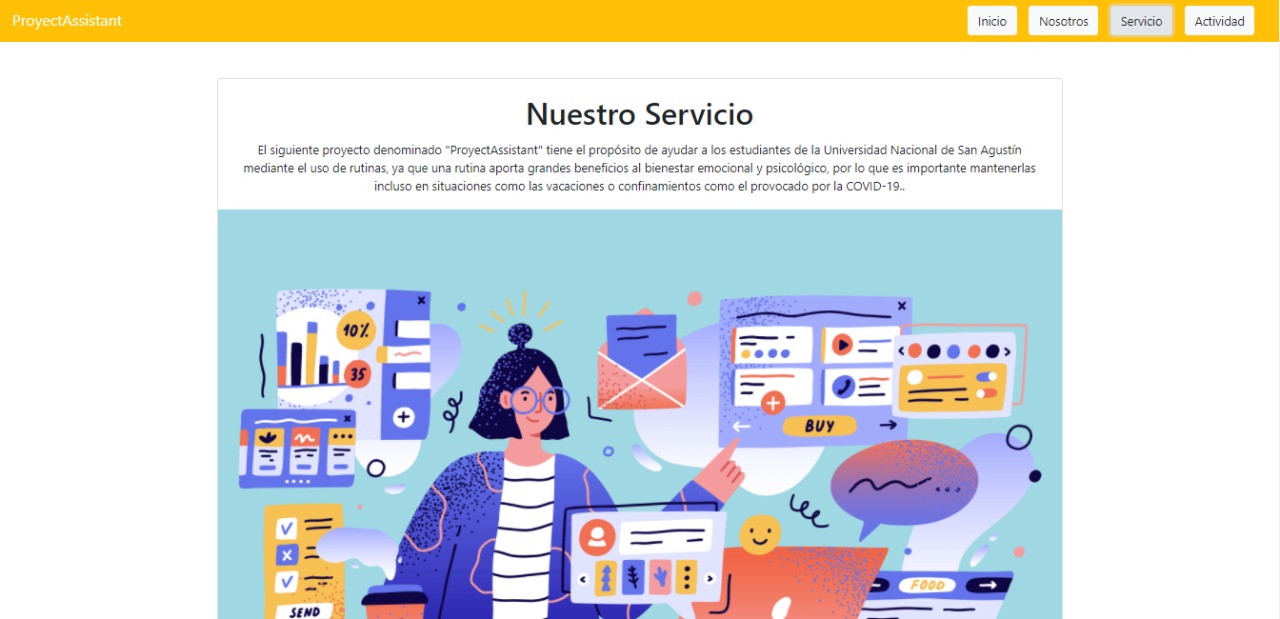 ProyectAssistant
Inicio
Nosotros
Servicio
Actividad
Nuestro Servicio
El siguiente proyecto denominado "ProyectAssistant" tiene el propósito de ayudar a los estudiantes de la Universidad Nacional de San Agustín
mediante el uso de rutinas, ya que una rutina aporta grandes beneficios al bienestar emocional y psicológico, por lo que es importante mantenerlas
incluso en situaciones como las vacaciones o confinamientos como el provocado por la COVID-19..
10%
35
BUY
FOOD
SEND